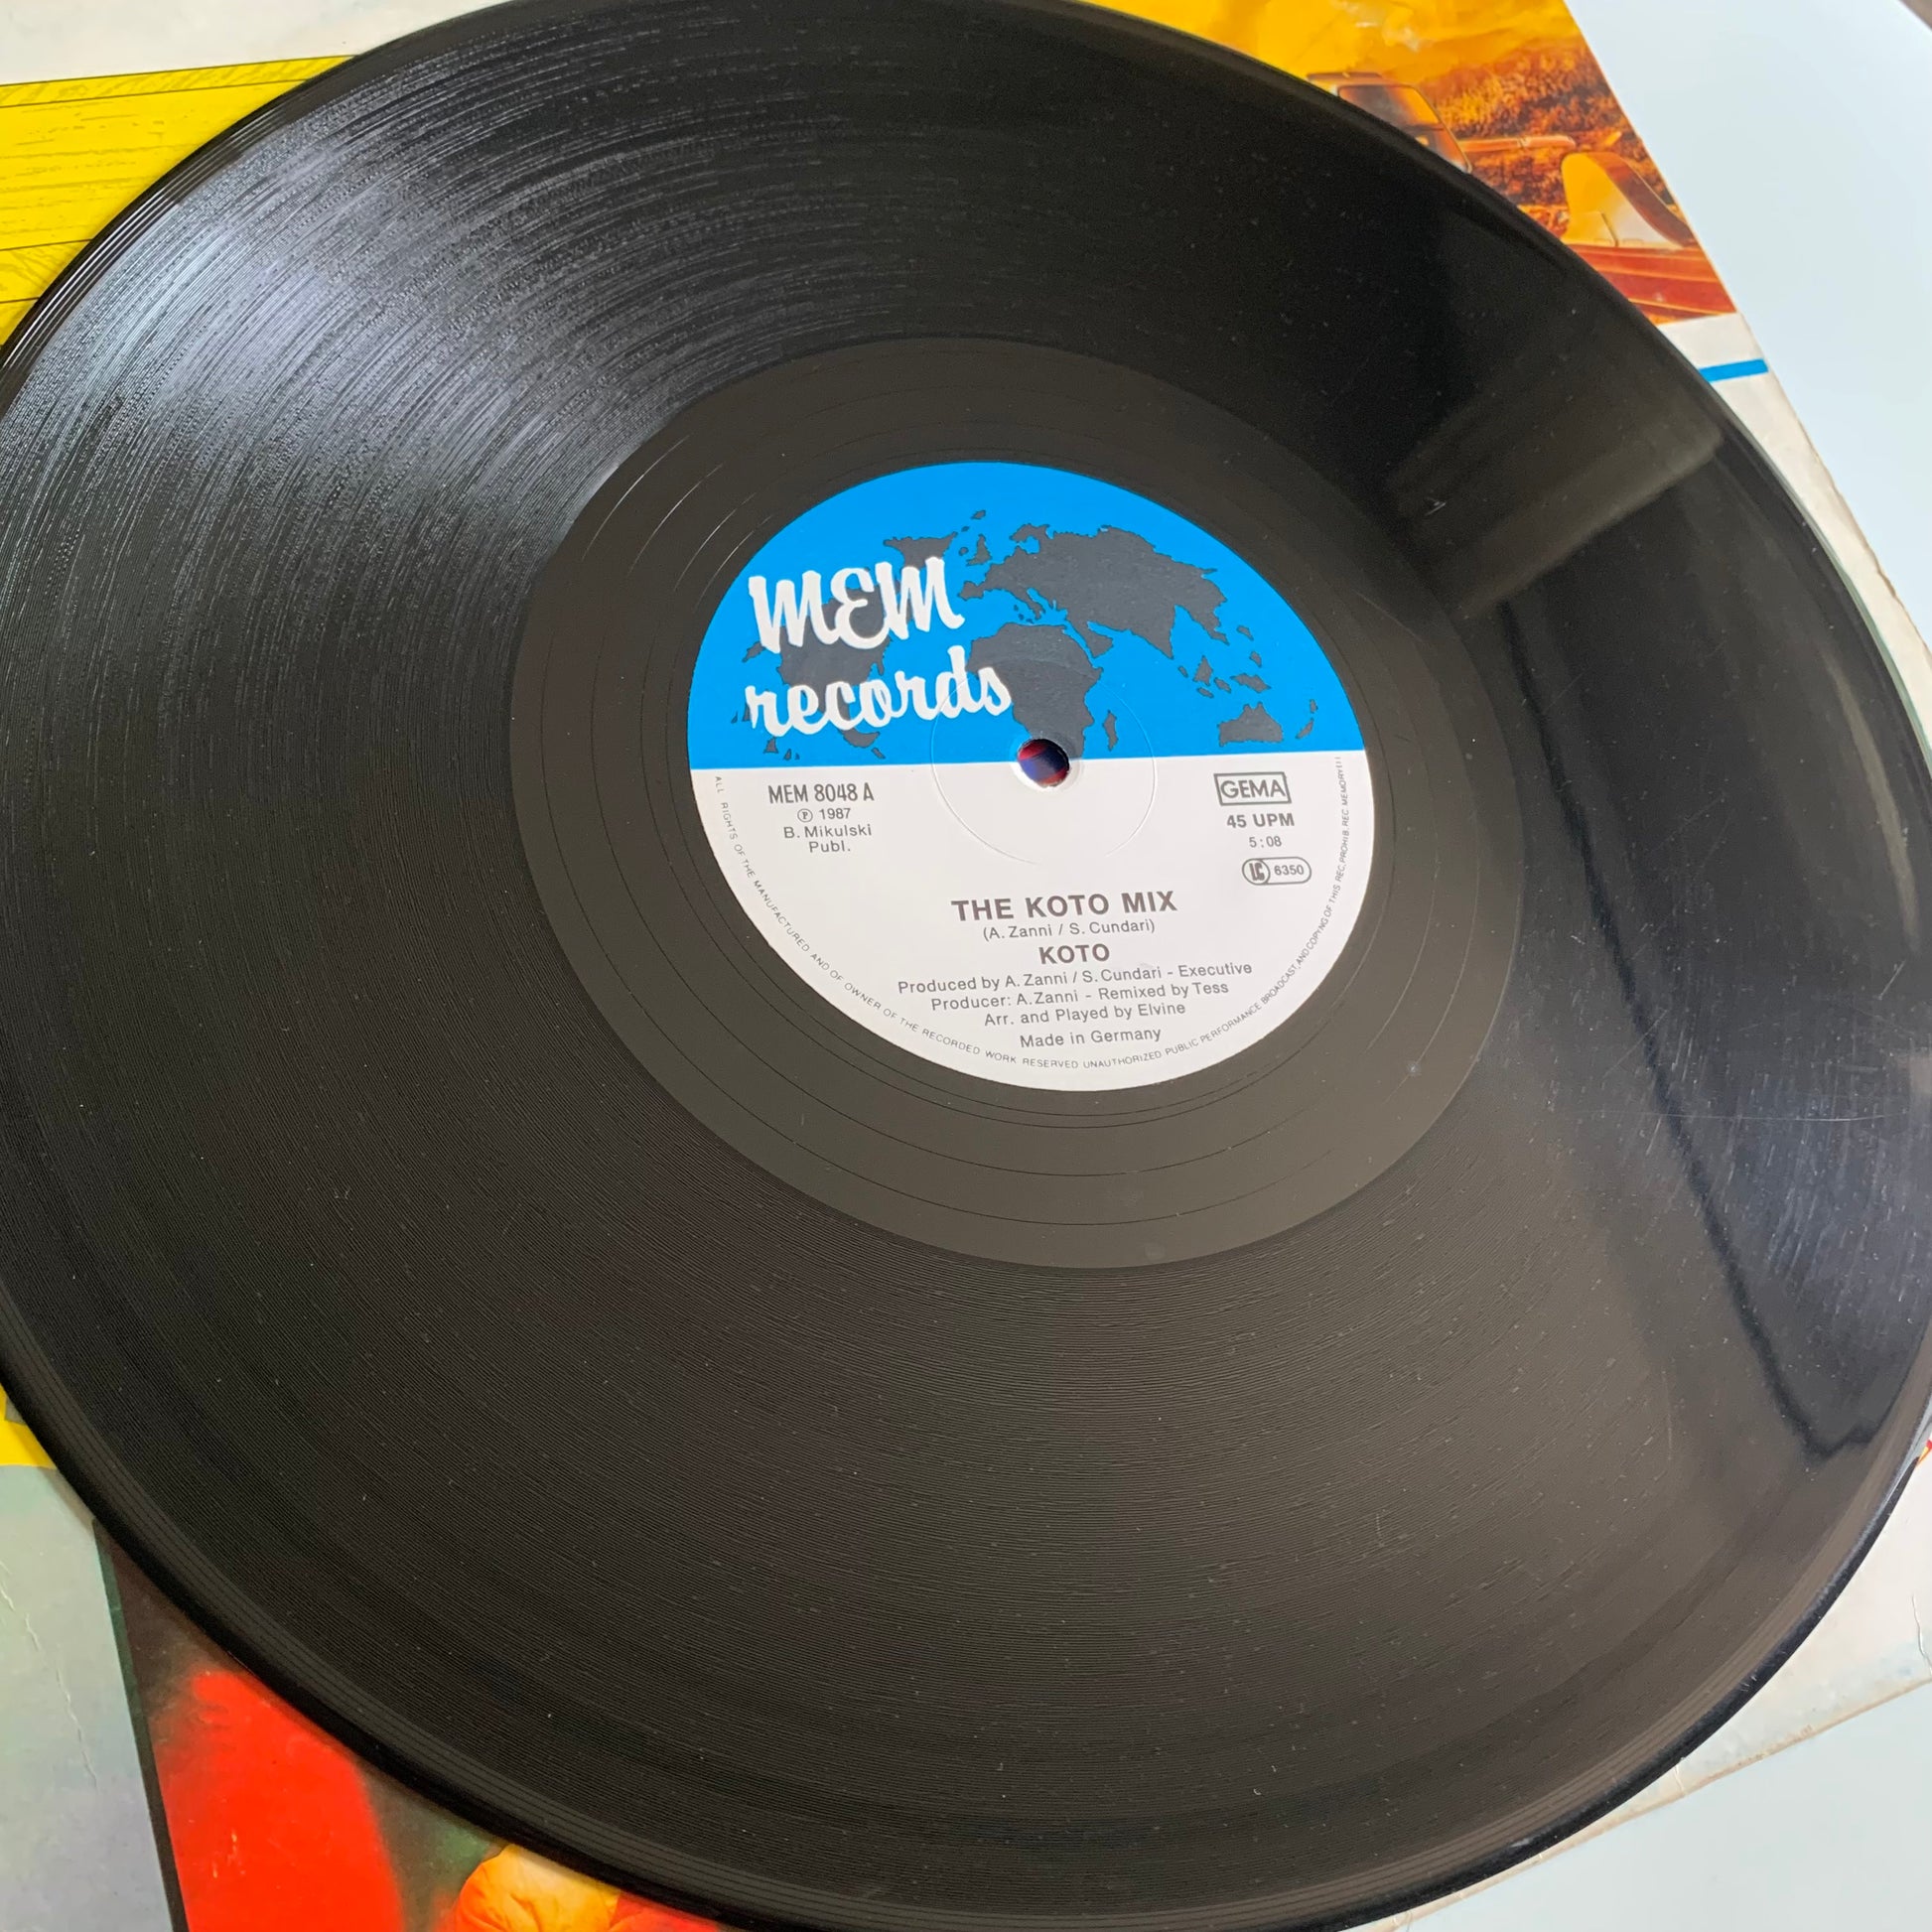 MEM
records
MEM 8048 A
℗ 1987
B. Mikulski
Publ.
GEMA
45 UPM
5:08
LC 6350
THE KOTO MIX
(A. Zanni / S. Cundari)
KOTO
Produced by A. Zanni / S. Cundari - Executive
Producer: A. Zanni - Remixed by Tess
Arr. and Played by Elvine
Made in Germany
ALL RIGHTS OF THE MANUFACTURED AND OF OWNER OF THE RECORDED WORK RESERVED UNAUTHORIZED PUBLIC PERFORMANCE BROADCAST, AND COPYING OF THIS REC. PROHIB. REC. MEMORY